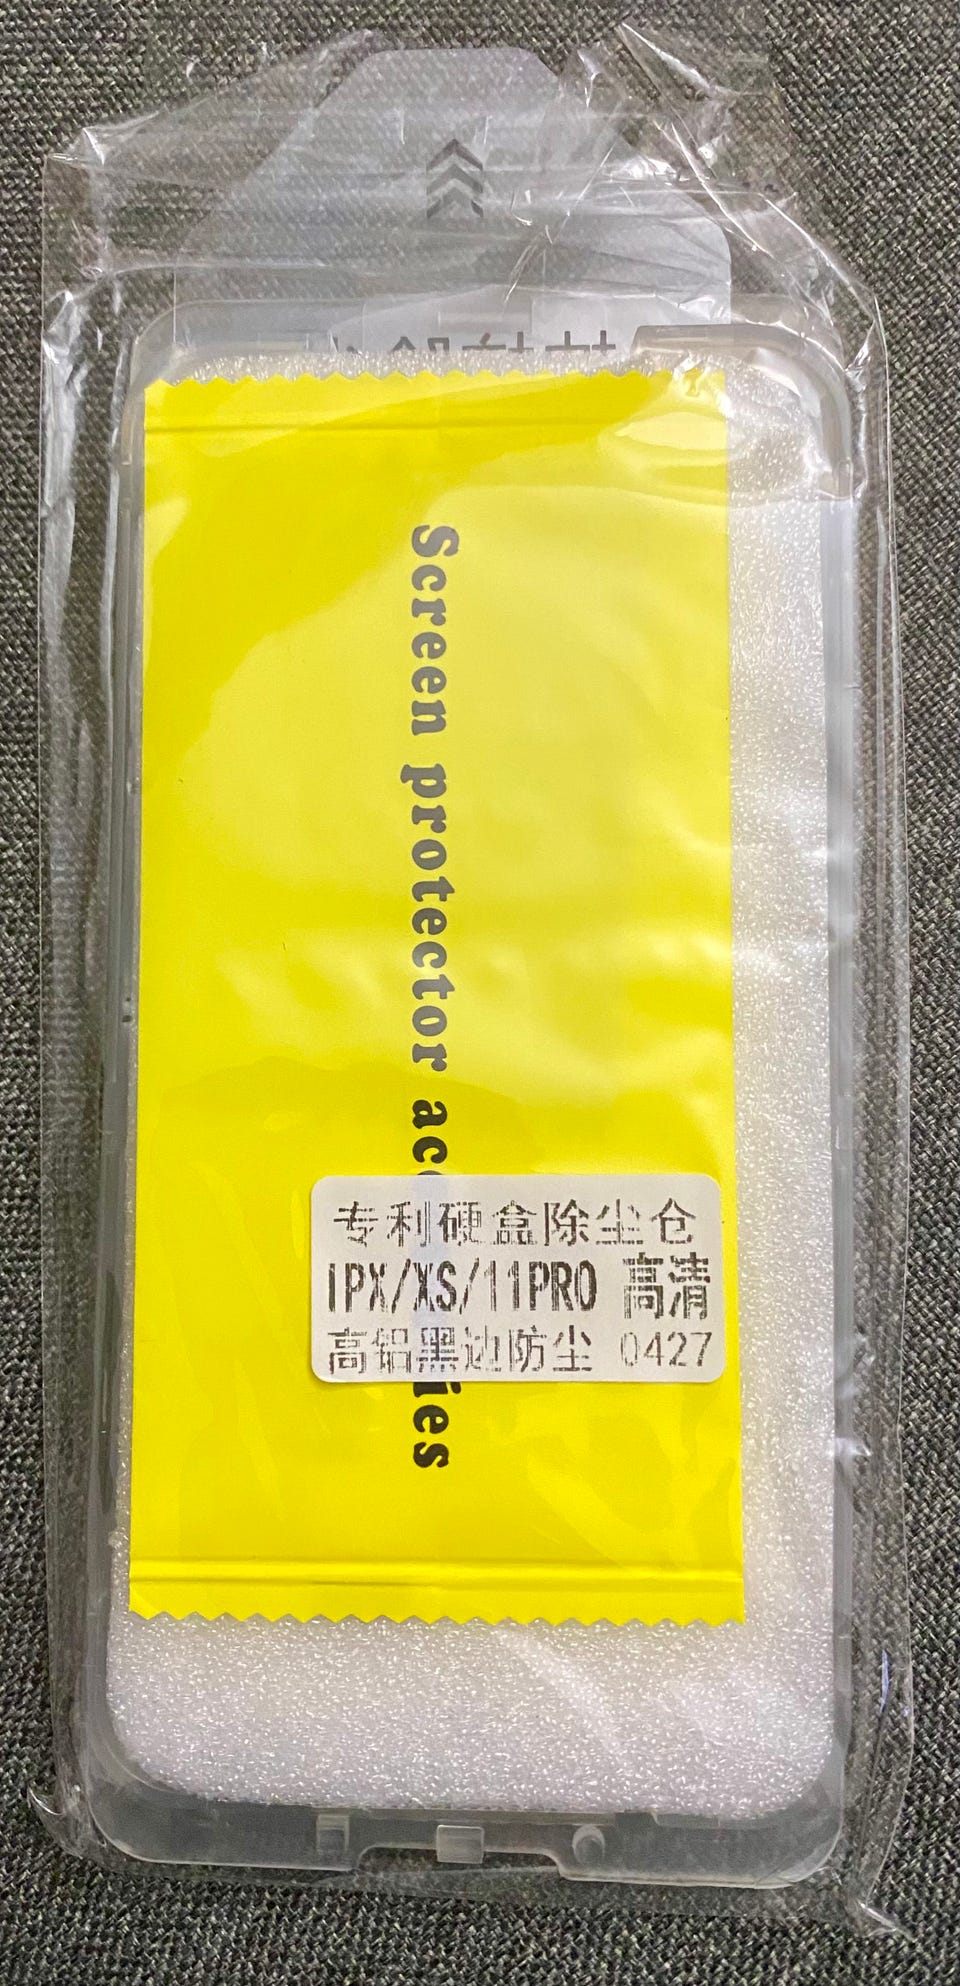 Screen protector ac ies
专利硬盒除尘仓
IPX/XS/11PRO 高清
高铝黑边防尘 0427